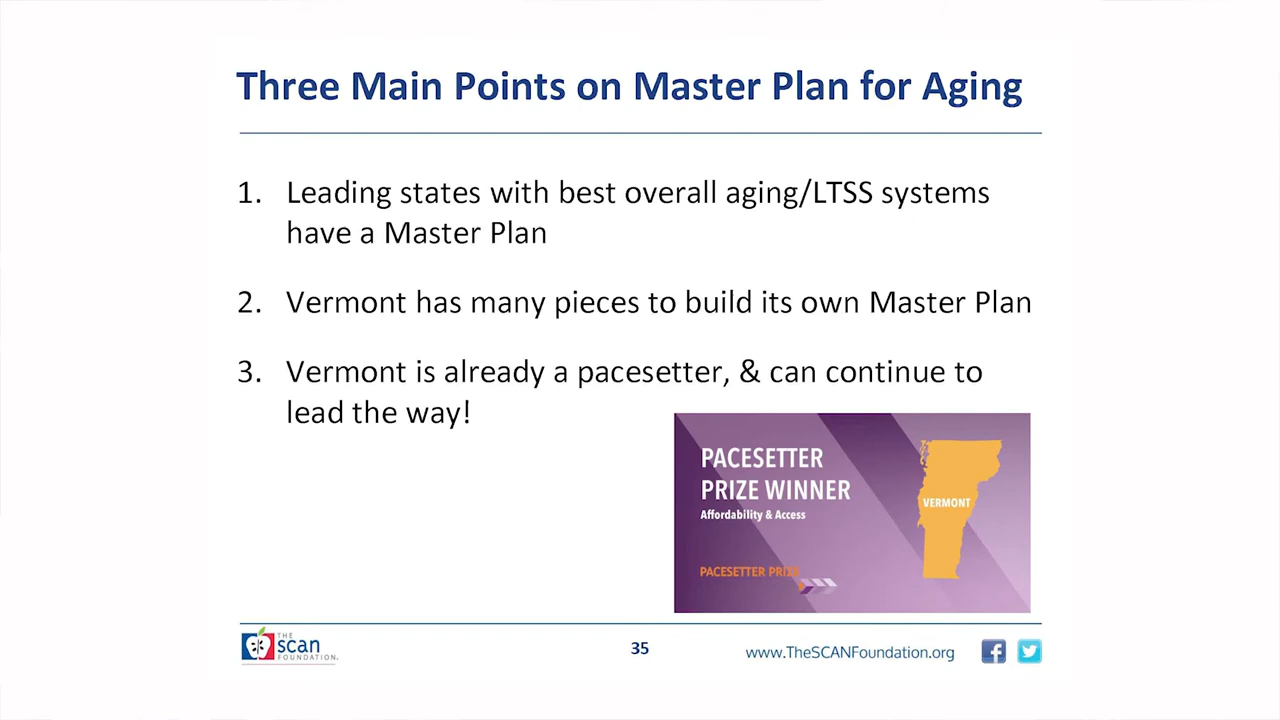 Three Main Points on Master Plan for Aging
1. Leading states with best overall aging/LTSS systems
have a Master Plan
2. Vermont has many pieces to build its own Master Plan
3. Vermont is already a pacesetter, & can continue to
lead the way!
PACESETTER
PRIZE WINNER
Affordability & Access
VERMONT
PACESETTER PRIZE
THE
scan
FOUNDATION.
35
www.TheSCANFoundation.org